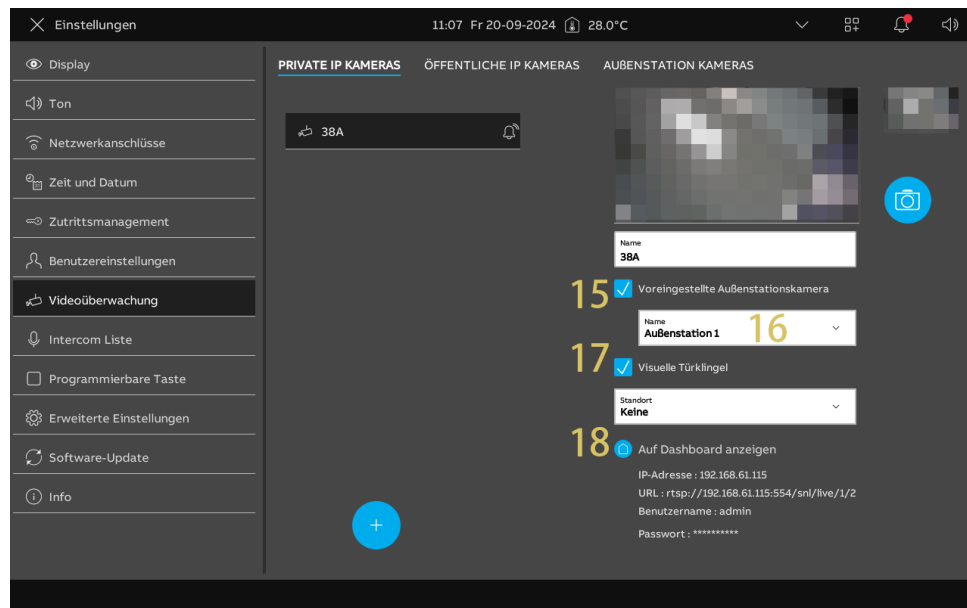 Einstellungen
11:07 Fr 20-09-2024 28.0°C
Display
Ton
Netzwerkanschlüsse
Zeit und Datum
Zutrittsmanagement
Benutzereinstellungen
Videoüberwachung
Intercom Liste
Programmierbare Taste
Erweiterte Einstellungen
Software-Update
Info
PRIVATE IP KAMERAS ÖFFENTLICHE IP KAMERAS AUßENSTATION KAMERAS
38A
Name
38A
15 Voreingestellte Außenstationskamera
Name
Außenstation 1 16
17 Visuelle Türklingel
Standort
Keine
18 Auf Dashboard anzeigen
IP-Adresse : 192.168.61.115
URL : rtsp://192.168.61.115:554/snl/live/1/2
Benutzername : admin
Passwort : **********